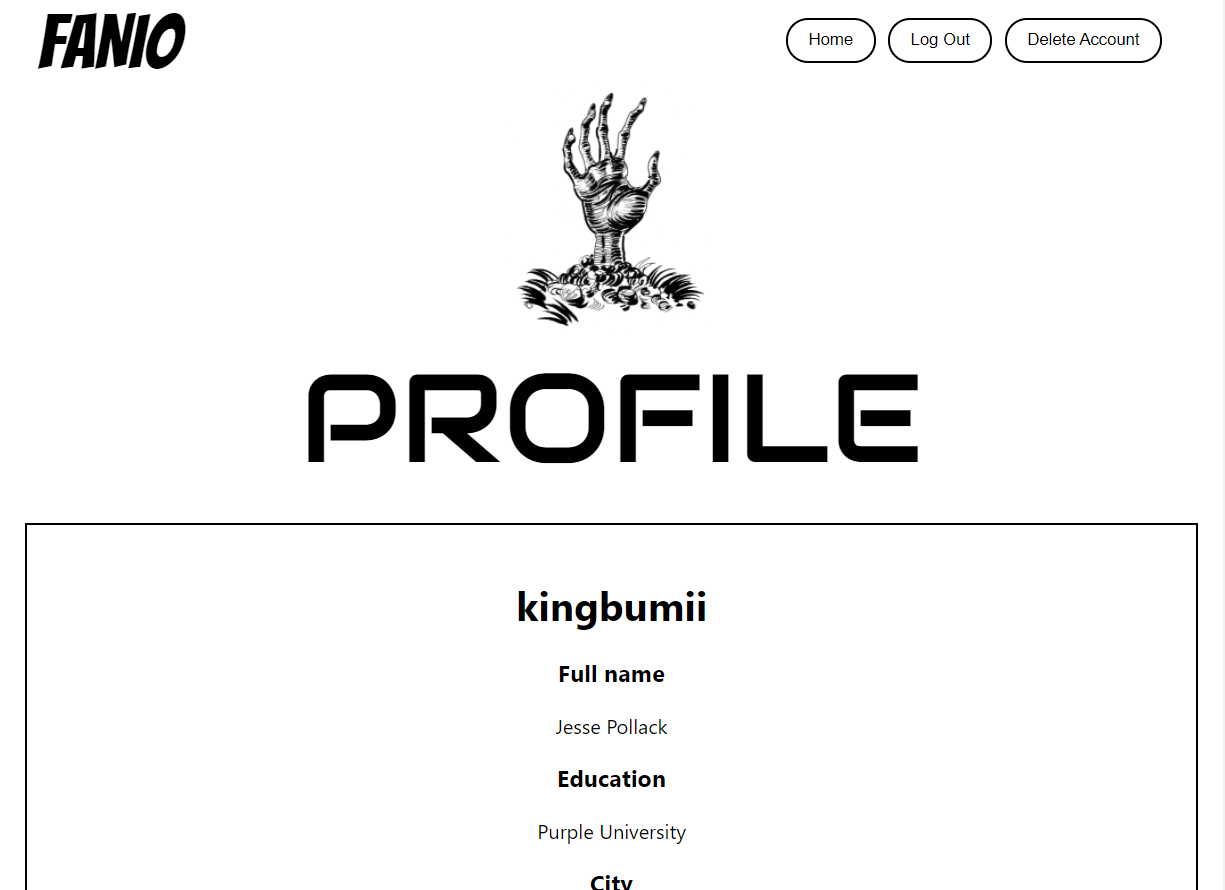 FANIO
Home
Log Out
Delete Account
PROFILE
kingbumii
Full name
Jesse Pollack
Education
Purple University
City